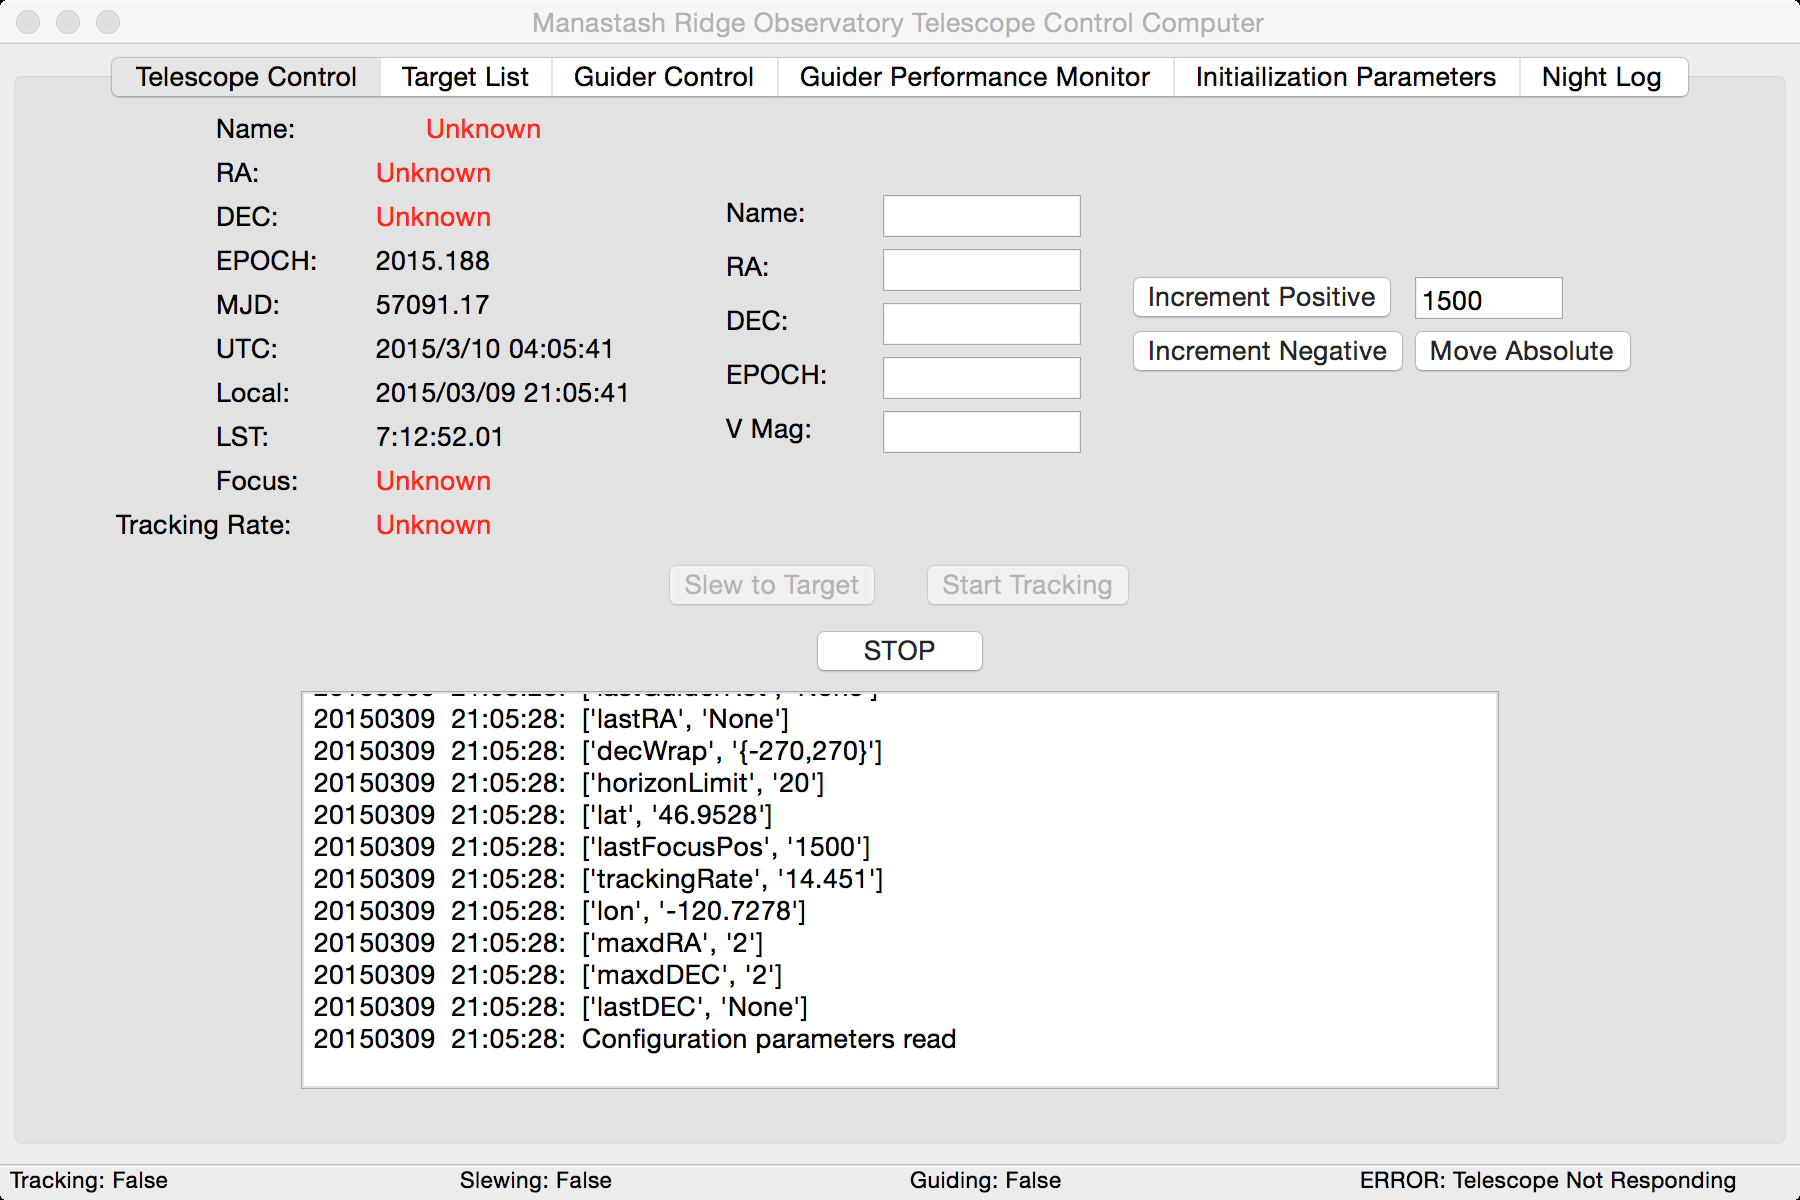 Manastash Ridge Observatory Telescope Control Computer
Telescope Control Target List Guider Control Guider Performance Monitor Initiailization Parameters Night Log
Name: Unknown
RA: Unknown
DEC: Unknown
EPOCH: 2015.188
MJD: 57091.17
UTC: 2015/3/10 04:05:41
Local: 2015/03/09 21:05:41
LST: 7:12:52.01
Focus: Unknown
Tracking Rate: Unknown
Name:
RA:
DEC:
EPOCH:
V Mag:
Increment Positive 1500
Increment Negative Move Absolute
Slew to Target Start Tracking
STOP
20150309 21:05:28: ['lastGuiderRot', 'None']
20150309 21:05:28: ['lastRA', 'None']
20150309 21:05:28: ['decWrap', '{-270,270}']
20150309 21:05:28: ['horizonLimit', '20']
20150309 21:05:28: ['lat', '46.9528']
20150309 21:05:28: ['lastFocusPos', '1500']
20150309 21:05:28: ['trackingRate', '14.451']
20150309 21:05:28: ['lon', '-120.7278']
20150309 21:05:28: ['maxdRA', '2']
20150309 21:05:28: ['maxdDEC', '2']
20150309 21:05:28: ['lastDEC', 'None']
20150309 21:05:28: Configuration parameters read
Tracking: False Slewing: False Guiding: False ERROR: Telescope Not Responding